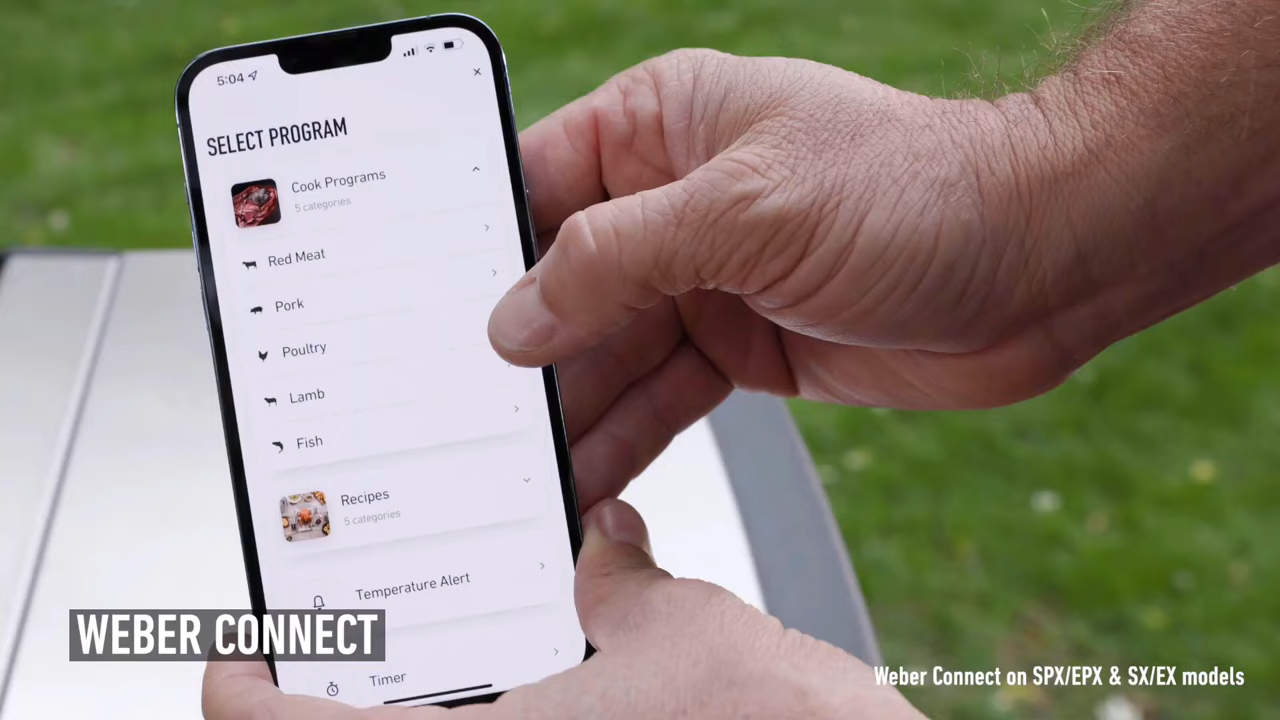 5:04
SELECT PROGRAM
Cook Programs
5 categories
Red Meat
Pork
Poultry
Lamb
Fish
Recipes
5 categories
Temperature Alert
Timer
WEBER CONNECT
Weber Connect on SPX/EPX & SX/EX models